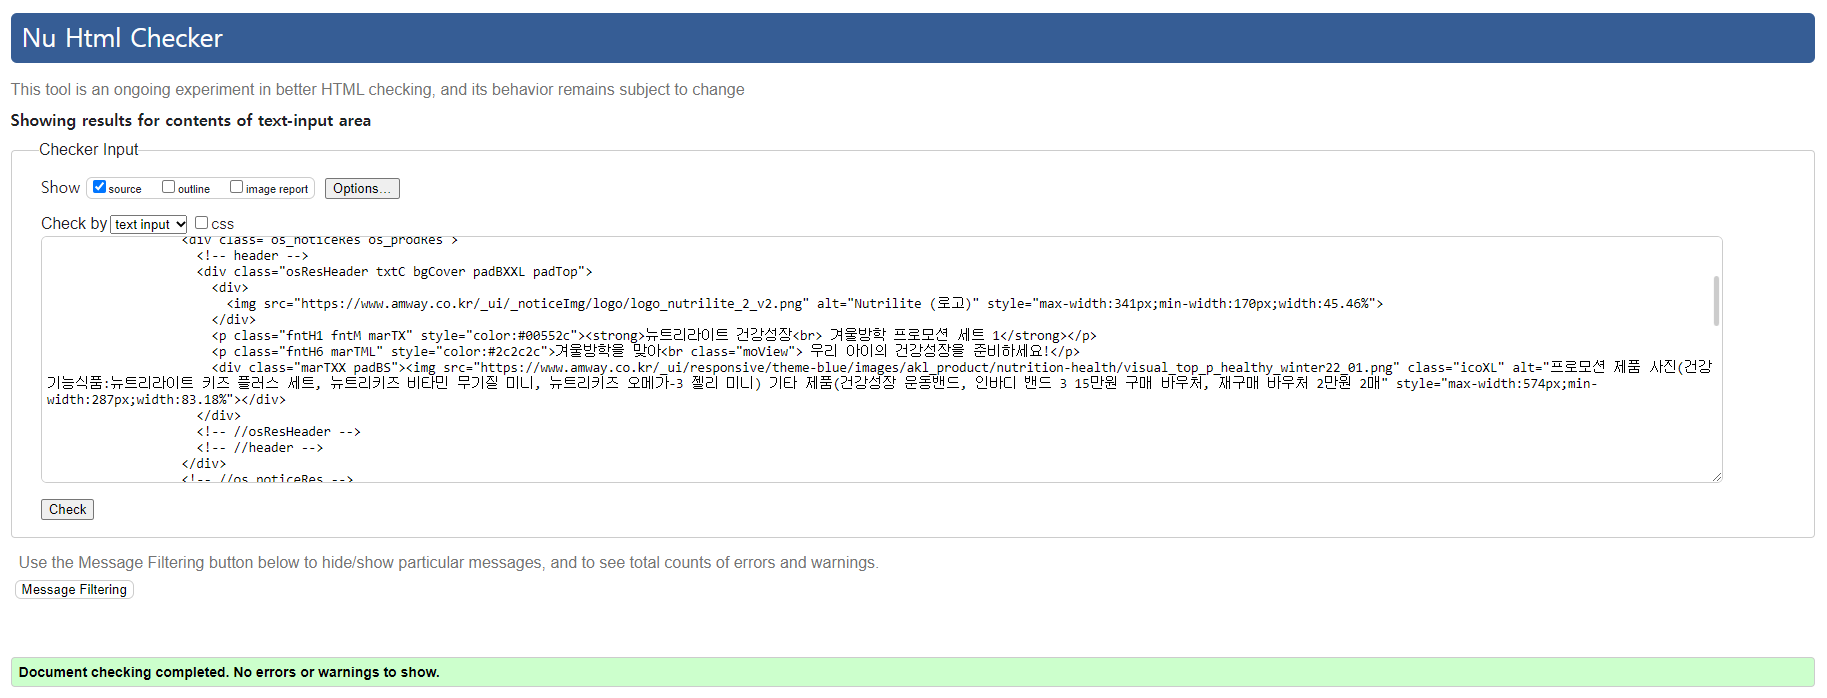 Nu Html Checker
This tool is an ongoing experiment in better HTML checking, and its behavior remains subject to change
Showing results for contents of text-input area
Checker Input
Show source outline image report Options...
Check by text input css
<div class="os_noticeRes os_prodRes">
<!-- header -->
<div class="osResHeader txtC bgCover padBXXL padTop">
<div>
<img src="https://www.amway.co.kr/_ui/_noticeImg/logo/logo_nutrilite_2_v2.png" alt="Nutrilite (로고)" style="max-width:341px;min-width:170px;width:45.46%">
</div>
<p class="fntH1 fntM marTX" style="color:#00552c"><strong>뉴트리라이트 건강성장<br> 겨울방학 프로모션 세트 1</strong></p>
<p class="fntH6 marTML" style="color:#2c2c2c">겨울방학을 맞아<br class="moView"> 우리 아이의 건강성장을 준비하세요!</p>
<div class="marTXX padBS"><img src="https://www.amway.co.kr/_ui/responsive/theme-blue/images/akl_product/nutrition-health/visual_top_p_healthy_winter22_01.png" class="icoXL" alt="프로모션 제품 사진(건강
기능식품:뉴트리라이트 키즈 플러스 세트, 뉴트리키즈 비타민 무기질 미니, 뉴트리키즈 오메가-3 젤리 미니) 기타 제품(건강성장 운동밴드, 인바디 밴드 3 15만원 구매 바우처, 재구매 바우처 2만원 2매" style="max-width:574px;min-
width:287px;width:83.18%"></div>
</div>
<!-- //osResHeader -->
<!-- //header -->
</div>
<!-- //os_noticeRes -->
Check
Use the Message Filtering button below to hide/show particular messages, and to see total counts of errors and warnings.
Message Filtering
Document checking completed. No errors or warnings to show.